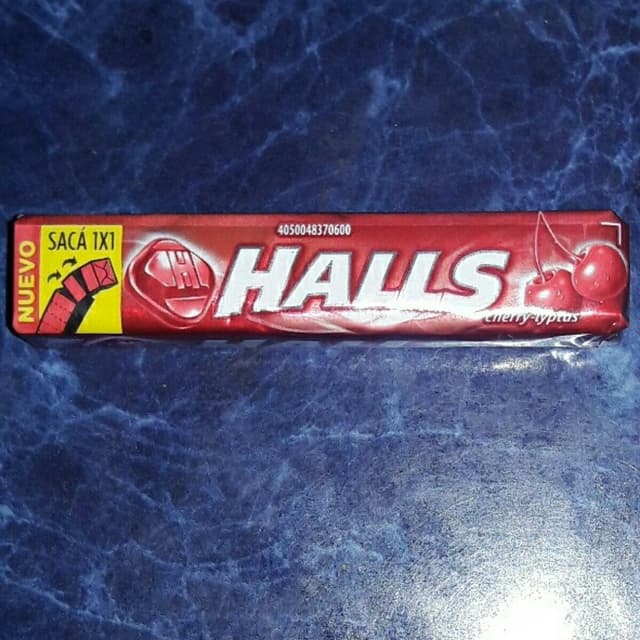 NUEVO
SACÁ 1X1
4050048370600
H
HALLS
cherry-lyptus